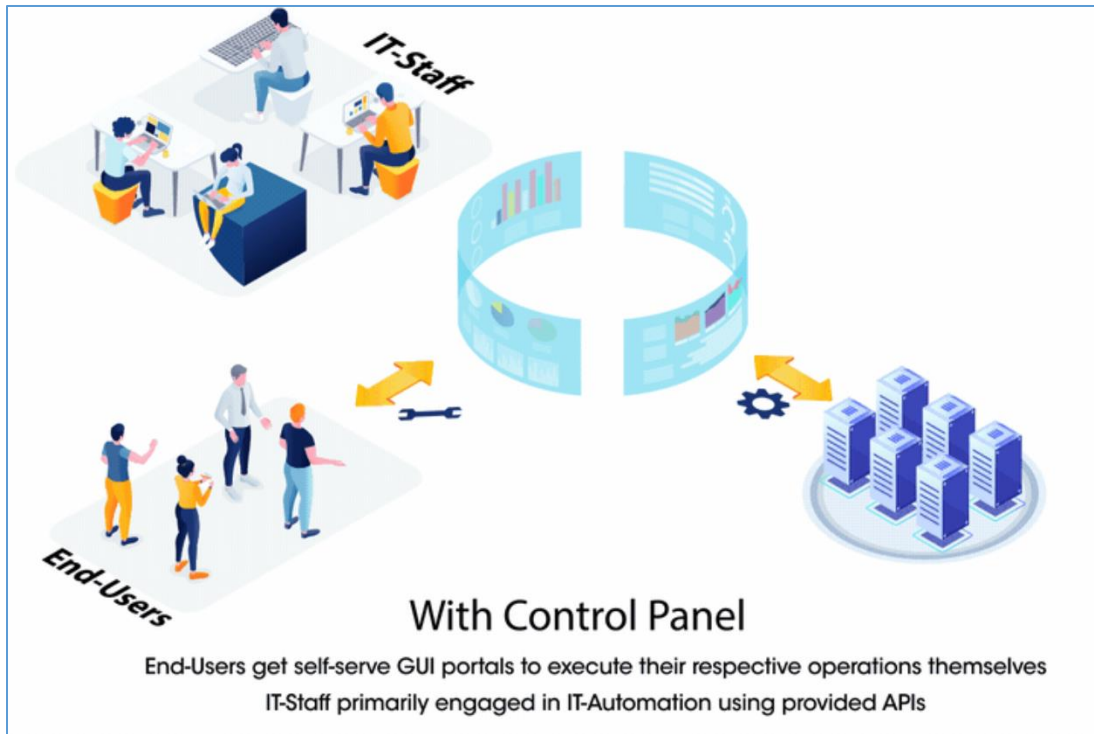 IT-Staff
End-Users
With Control Panel
End-Users get self-serve GUI portals to execute their respective operations themselves
IT-Staff primarily engaged in IT-Automation using provided APIs